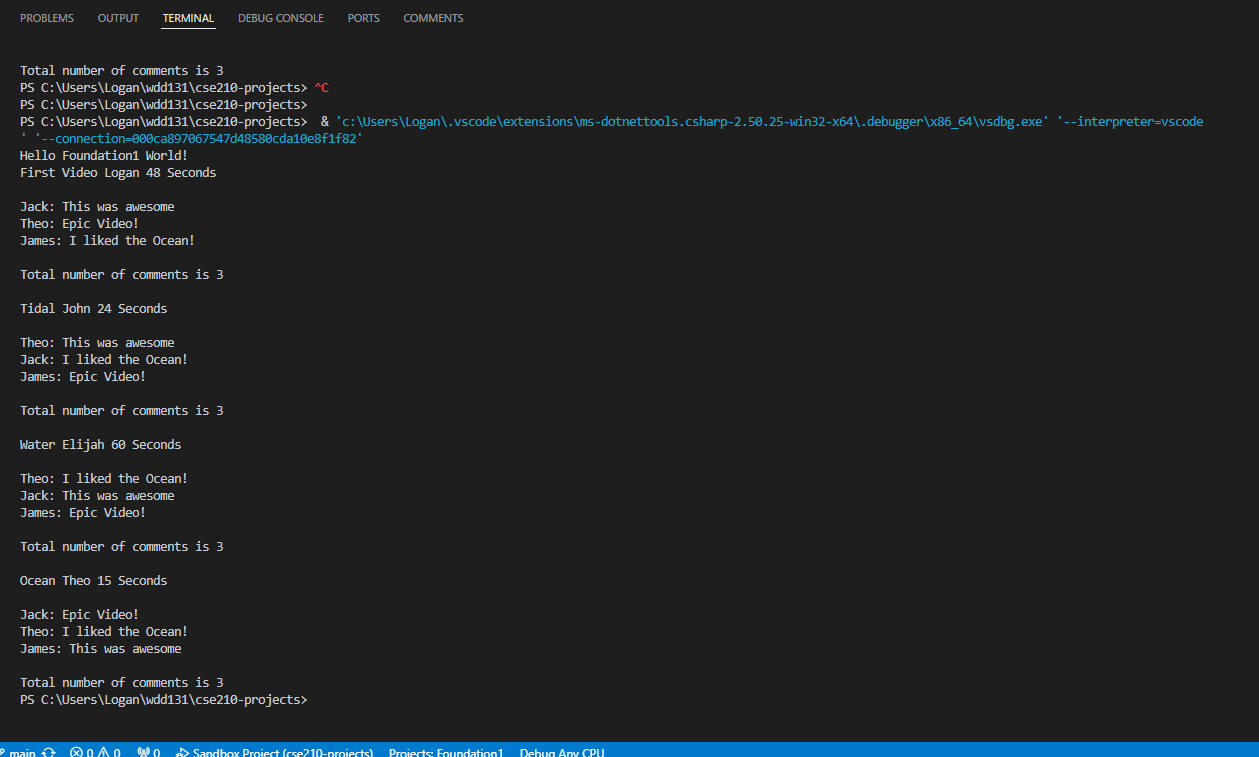 PROBLEMS OUTPUT TERMINAL DEBUG CONSOLE PORTS COMMENTS
Total number of comments is 3
PS C:\Users\Logan\wdd131\cse210-projects> ^C
PS C:\Users\Logan\wdd131\cse210-projects>
PS C:\Users\Logan\wdd131\cse210-projects>  & 'c:\Users\Logan\.vscode\extensions\ms-dotnettools.csharp-2.50.25-win32-x64\.debugger\x86_64\vsdbg.exe' '--interpreter=vscode
' '--connection=000ca897067547d48580cda10e8f1f82'
Hello Foundation1 World!
First Video Logan 48 Seconds
Jack: This was awesome
Theo: Epic Video!
James: I liked the Ocean!
Total number of comments is 3
Tidal John 24 Seconds
Theo: This was awesome
Jack: I liked the Ocean!
James: Epic Video!
Total number of comments is 3
Water Elijah 60 Seconds
Theo: I liked the Ocean!
Jack: This was awesome
James: Epic Video!
Total number of comments is 3
Ocean Theo 15 Seconds
Jack: Epic Video!
Theo: I liked the Ocean!
James: This was awesome
Total number of comments is 3
PS C:\Users\Logan\wdd131\cse210-projects>
main 0 0 0 Sandbox Project (cse210-projects) Projects: Foundation1 Debug Any CPU